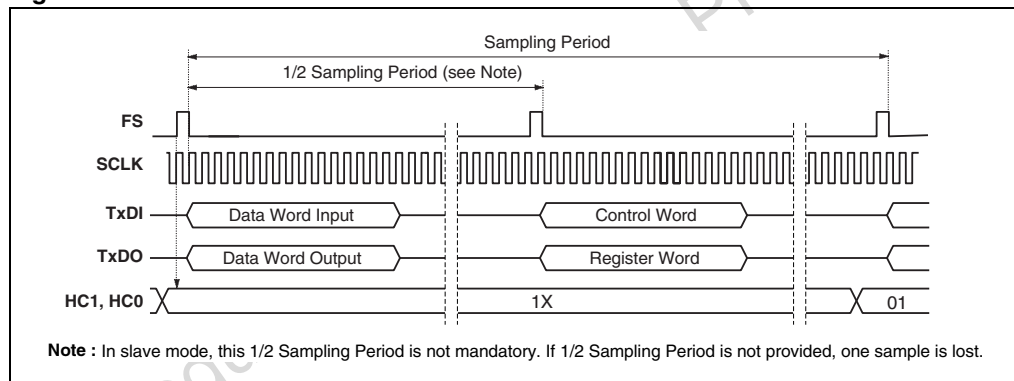 Sampling Period
1/2 Sampling Period (see Note)
FS
SCLK
TxDI
Data Word Input
Control Word
TxDO
Data Word Output
Register Word
HC1, HC0
1X
01
Note : In slave mode, this 1/2 Sampling Period is not mandatory. If 1/2 Sampling Period is not provided, one sample is lost.